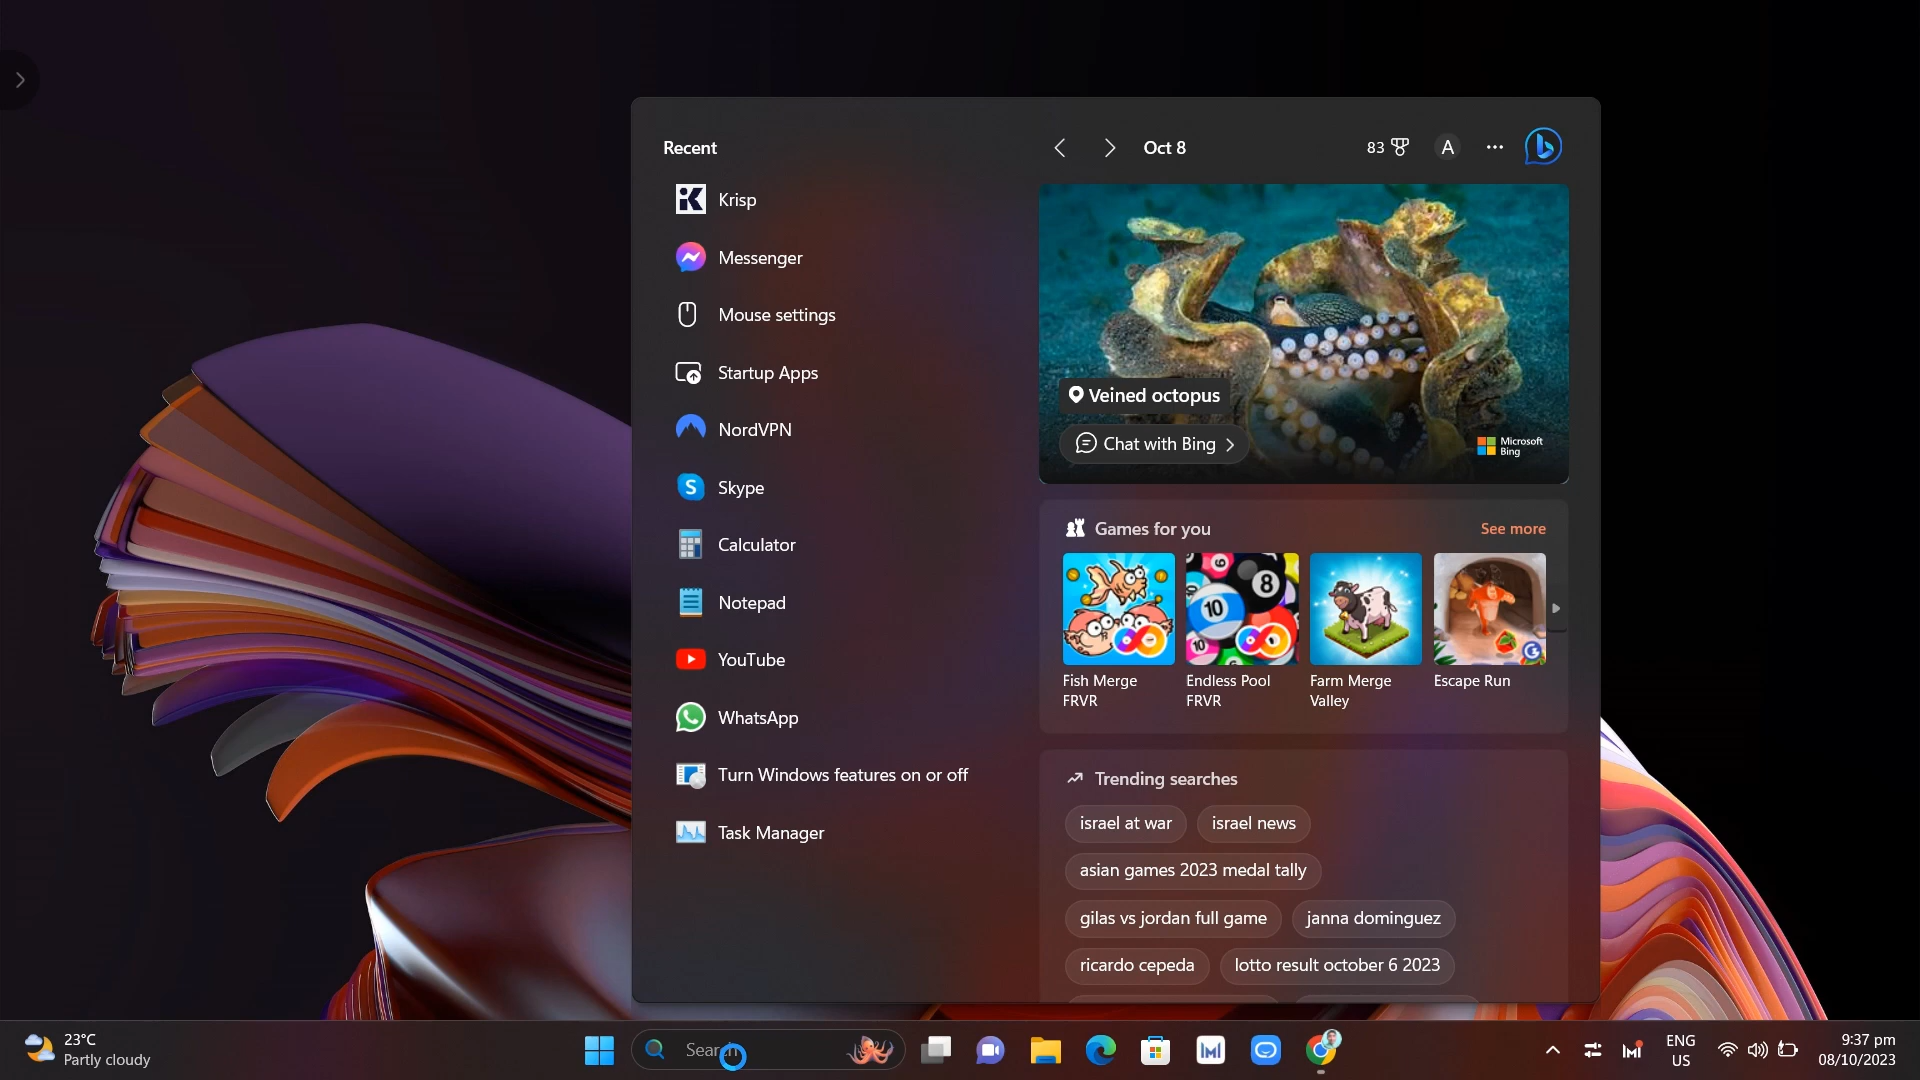 Recent
Oct 8
83
A
Krisp
Messenger
Mouse settings
Startup Apps
NordVPN
Skype
Calculator
Notepad
YouTube
WhatsApp
Turn Windows features on or off
Task Manager
Veined octopus
Chat with Bing
Microsoft
Bing
Games for you
See more
Fish Merge
FRVR
Endless Pool
FRVR
Farm Merge
Valley
Escape Run
Trending searches
israel at war
israel news
asian games 2023 medal tally
gilas vs jordan full game
janna dominguez
ricardo cepeda
lotto result october 6 2023
23°C
Partly cloudy
Search
ENG
US
9:37 pm
08/10/2023